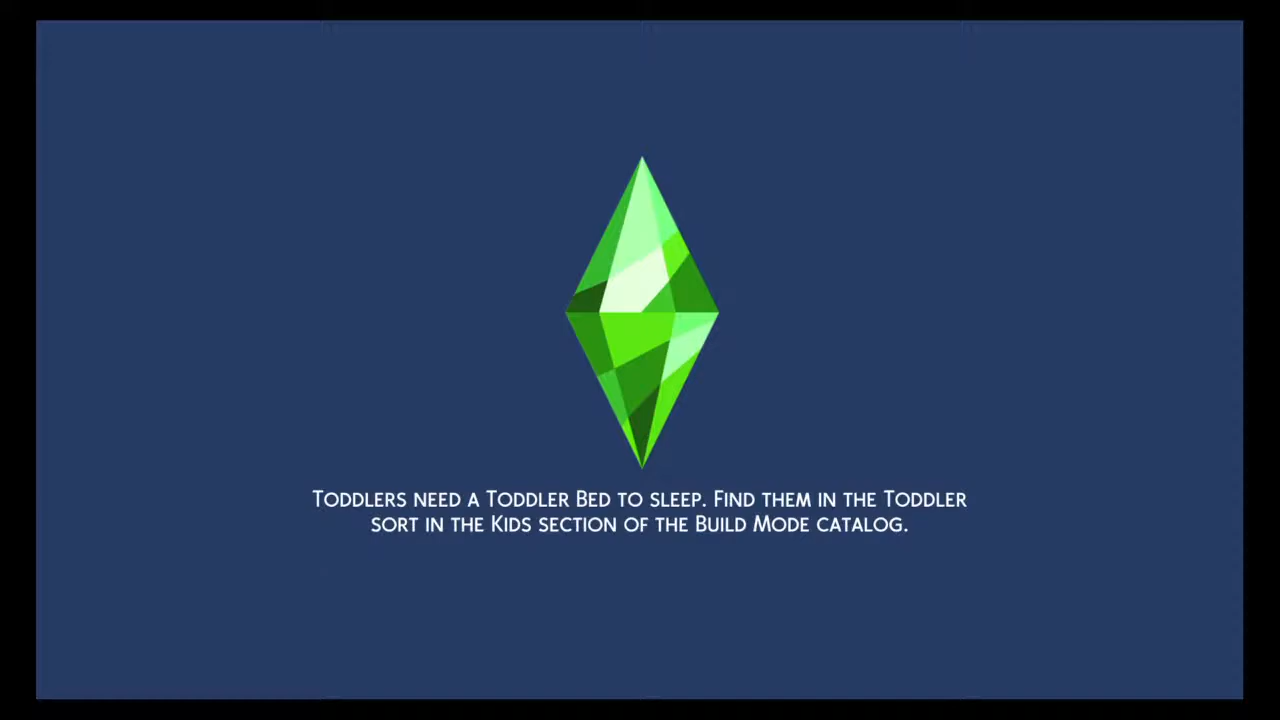 Toddlers need a Toddler Bed to sleep. Find them in the Toddler
sort in the Kids section of the Build Mode catalog.